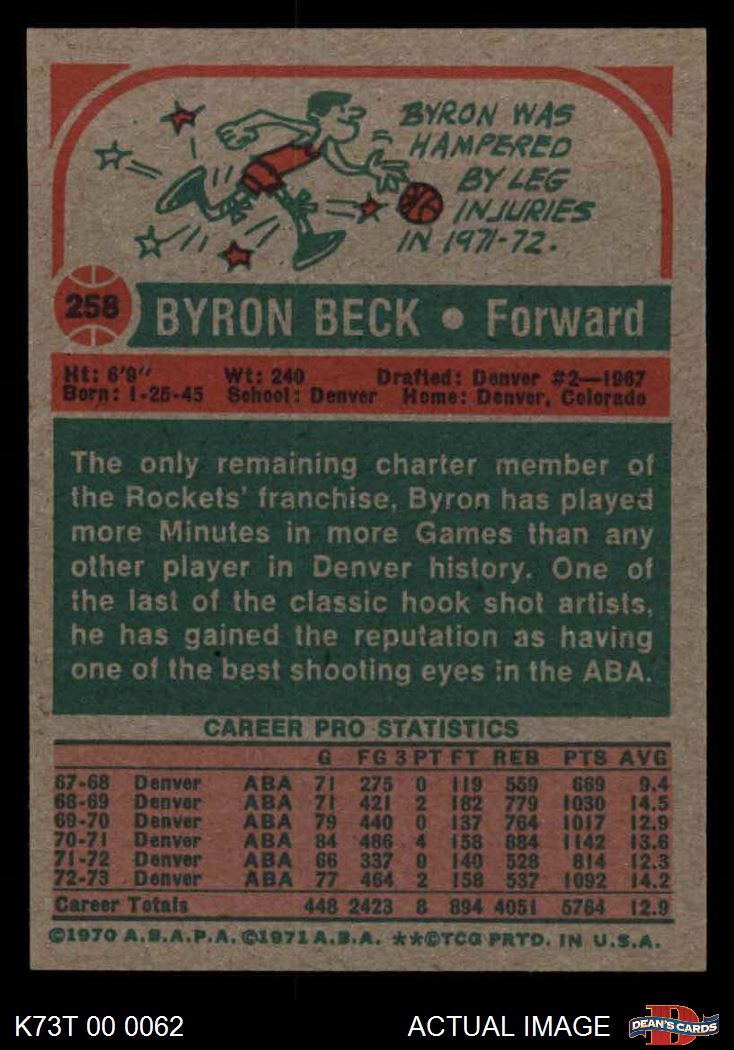 BYRON WAS
HAMPERED
BY LEG
INJURIES
IN 1971-72.
258
BYRON BECK • Forward
Ht: 6'9" Wt: 240 Drafted: Denver #2—1967
Born: 1-25-45 School: Denver Home: Denver, Colorado
The only remaining charter member of
the Rockets' franchise, Byron has played
more Minutes in more Games than any
other player in Denver history. One of
the last of the classic hook shot artists,
he has gained the reputation as having
one of the best shooting eyes in the ABA.
CAREER PRO STATISTICS
G FG 3PT FT REB PTS AVG
67-68 Denver ABA 71 275 0 119 559 669 9.4
68-69 Denver ABA 71 421 2 182 779 1030 14.5
69-70 Denver ABA 79 440 0 137 764 1017 12.9
70-71 Denver ABA 84 486 4 158 884 1142 13.6
71-72 Denver ABA 66 337 0 140 528 814 12.3
72-73 Denver ABA 77 464 2 158 537 1092 14.2
Career Totals 448 2423 8 894 4051 5764 12.9
©1970 A.B.A.P.A. ©1971 A.B.A. **©TCG PRTD. IN U.S.A.
K73T 00 0062
ACTUAL IMAGE
DEAN'S CARDS